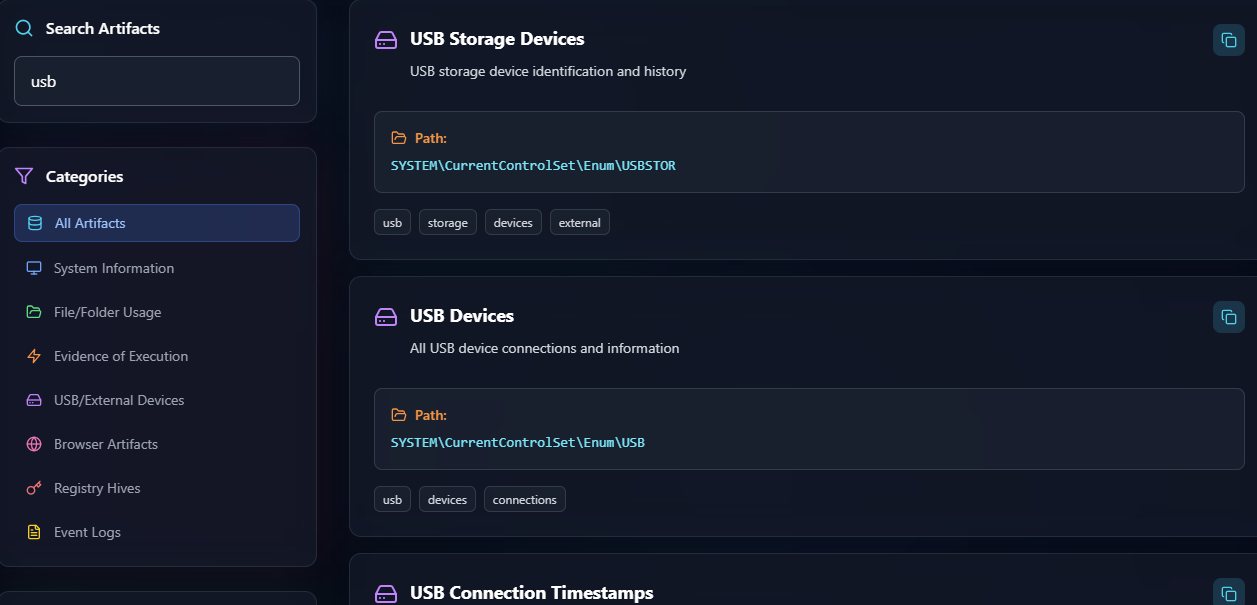 Search Artifacts
usb
Categories
All Artifacts
System Information
File/Folder Usage
Evidence of Execution
USB/External Devices
Browser Artifacts
Registry Hives
Event Logs
USB Storage Devices
USB storage device identification and history
Path:
SYSTEM\CurrentControlSet\Enum\USBSTOR
usb storage devices external
USB Devices
All USB device connections and information
Path:
SYSTEM\CurrentControlSet\Enum\USB
usb devices connections
USB Connection Timestamps